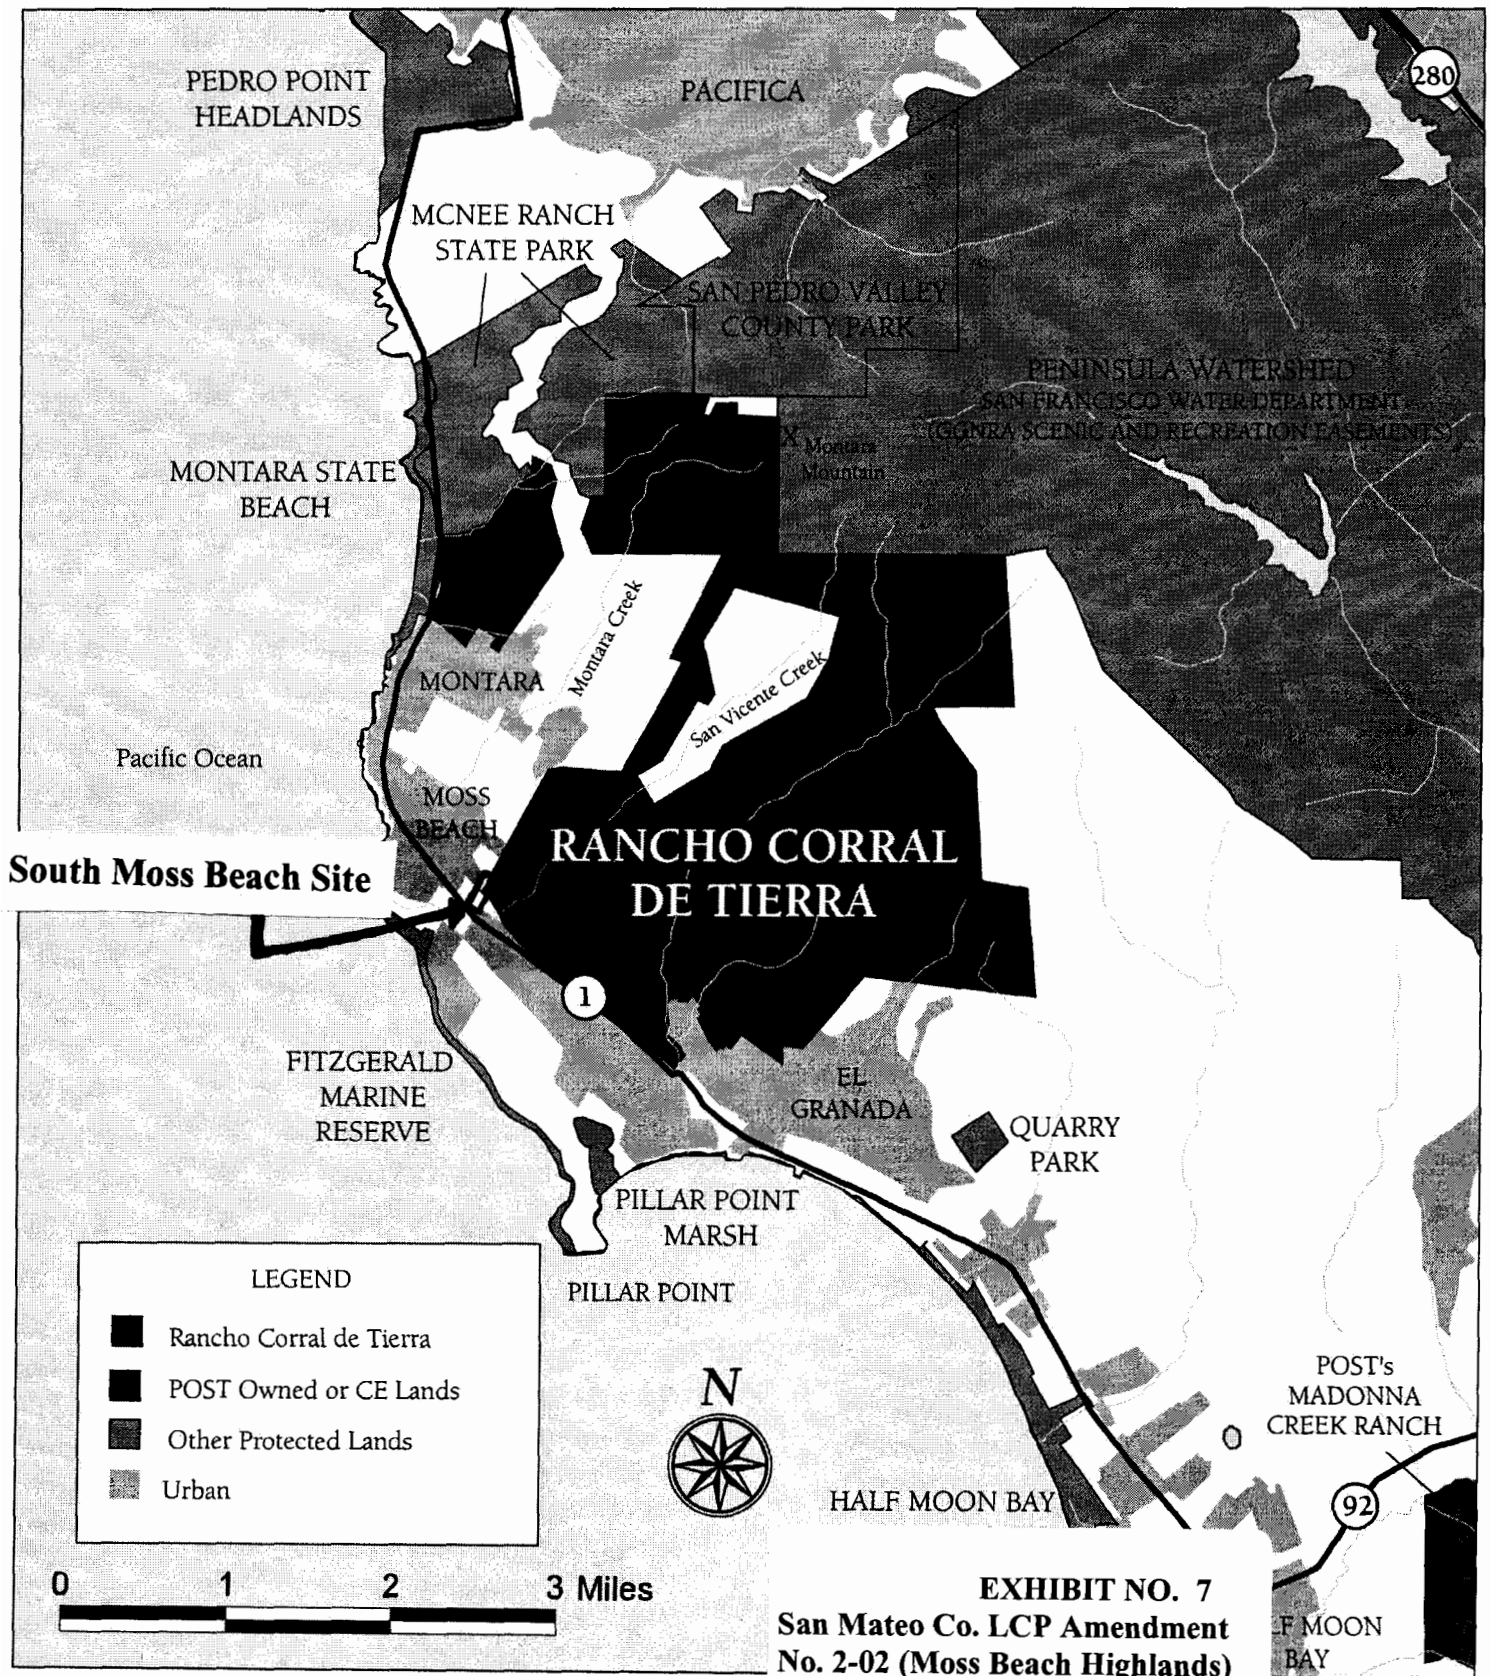 PEDRO POINT
HEADLANDS
PACIFICA
280
MCNEE RANCH
STATE PARK
SAN PEDRO VALLEY
COUNTY PARK
PENINSULA WATERSHED
SAN FRANCISCO WATER DEPARTMENT
(GGNRA SCENIC AND RECREATION EASEMENTS)
X Montara
Mountain
MONTARA STATE
BEACH
Montara Creek
MONTARA
San Vicente Creek
Pacific Ocean
MOSS
BEACH
South Moss Beach Site
RANCHO CORRAL
DE TIERRA
1
FITZGERALD
MARINE
RESERVE
EL
GRANADA
QUARRY
PARK
PILLAR POINT
MARSH
PILLAR POINT
LEGEND
Rancho Corral de Tierra
POST Owned or CE Lands
Other Protected Lands
Urban
N
POST's
MADONNA
CREEK RANCH
HALF MOON BAY
92
0 1 2 3 Miles
EXHIBIT NO. 7
San Mateo Co. LCP Amendment
No. 2-02 (Moss Beach Highlands)
LF MOON
BAY